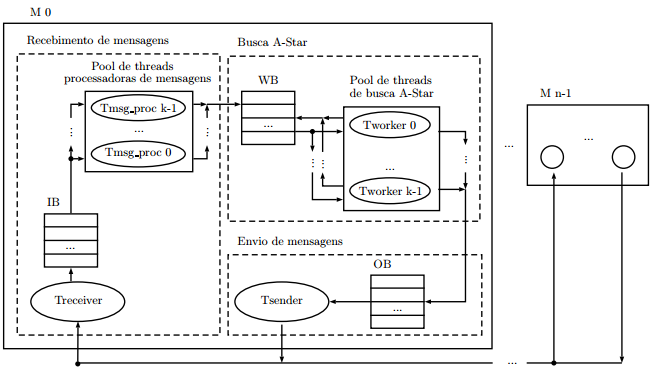 M 0
Recebimento de mensagens
Pool de threads
processadoras de mensagens
Tmsg_proc k-1
...
Tmsg_proc 0
IB
...
Treceiver
Busca A-Star
WB
...
Pool de threads
de busca A-Star
Tworker 0
...
Tworker k-1
Envio de mensagens
OB
...
Tsender
...
M n-1
...
...